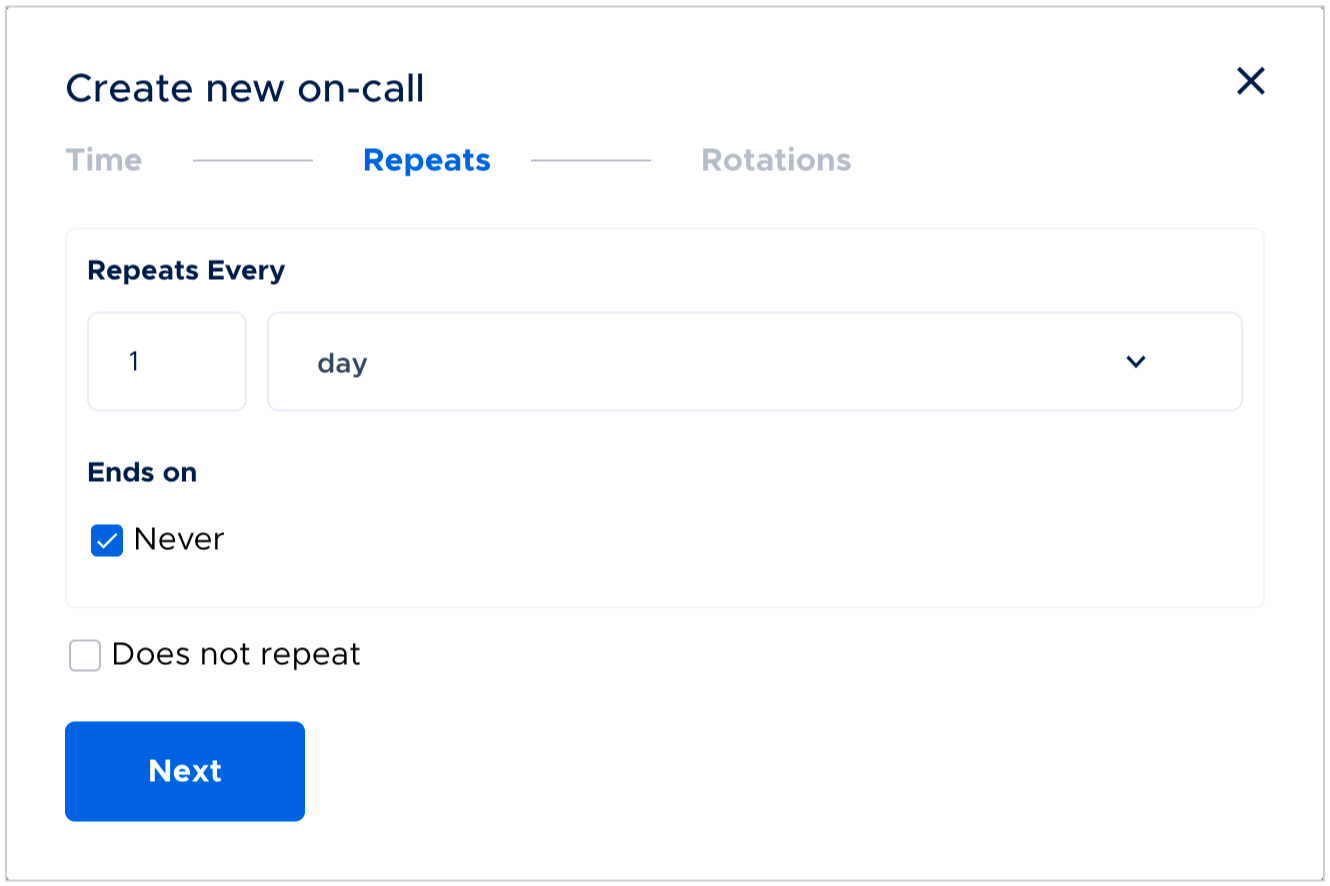 Create new on-call
Time Repeats Rotations
Repeats Every
1 day
Ends on
Never
Does not repeat
Next